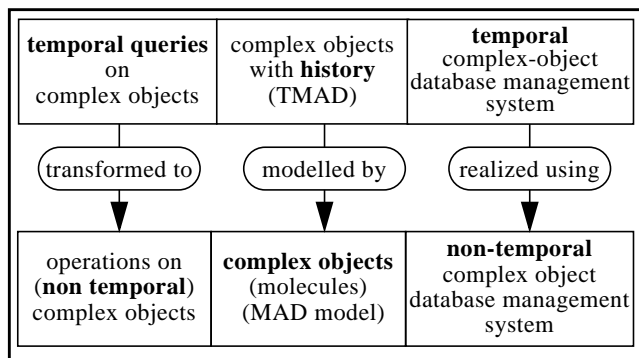 temporal queries
on
complex objects
complex objects
with history
(TMAD)
temporal
complex-object
database management
system
transformed to
modelled by
realized using
operations on
(non temporal)
complex objects
complex objects
(molecules)
(MAD model)
non-temporal
complex object
database management
system